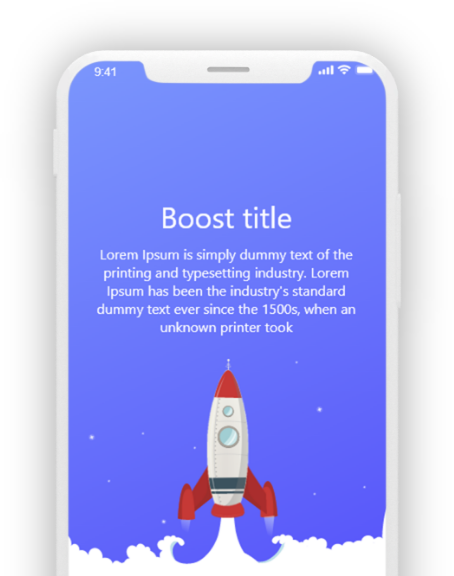 9:41
Boost title
Lorem Ipsum is simply dummy text of the
printing and typesetting industry. Lorem
Ipsum has been the industry's standard
dummy text ever since the 1500s, when an
unknown printer took